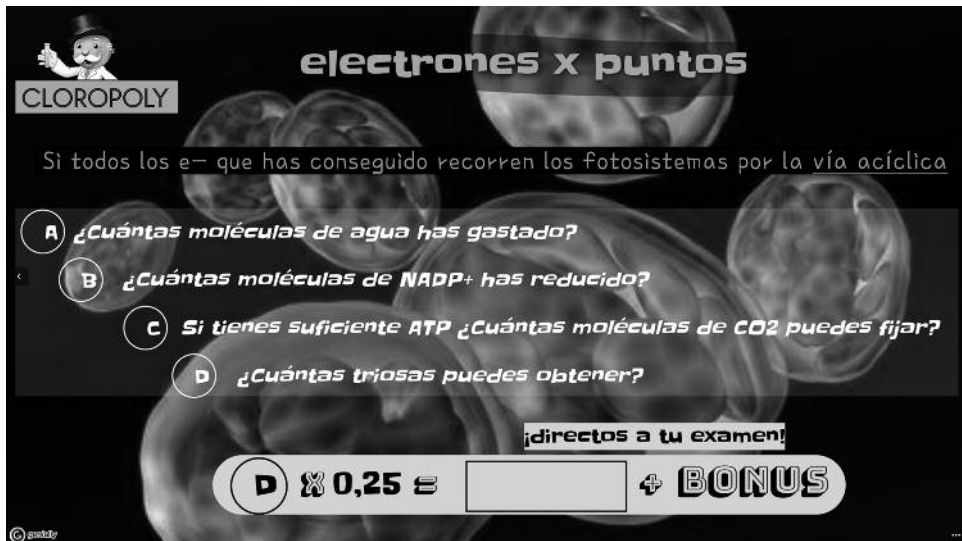 electrones x puntos
CLOROPOLY
Si todos los e− que has conseguido recorren los fotosistemas por la vía acíclica
A ¿Cuántas moléculas de agua has gastado?
B ¿Cuántas moléculas de NADP+ has reducido?
C Si tienes suficiente ATP ¿Cuántas moléculas de CO2 puedes fijar?
D ¿Cuántas triosas puedes obtener?
¡directos a tu examen!
D X 0,25 = + BONUS
genially